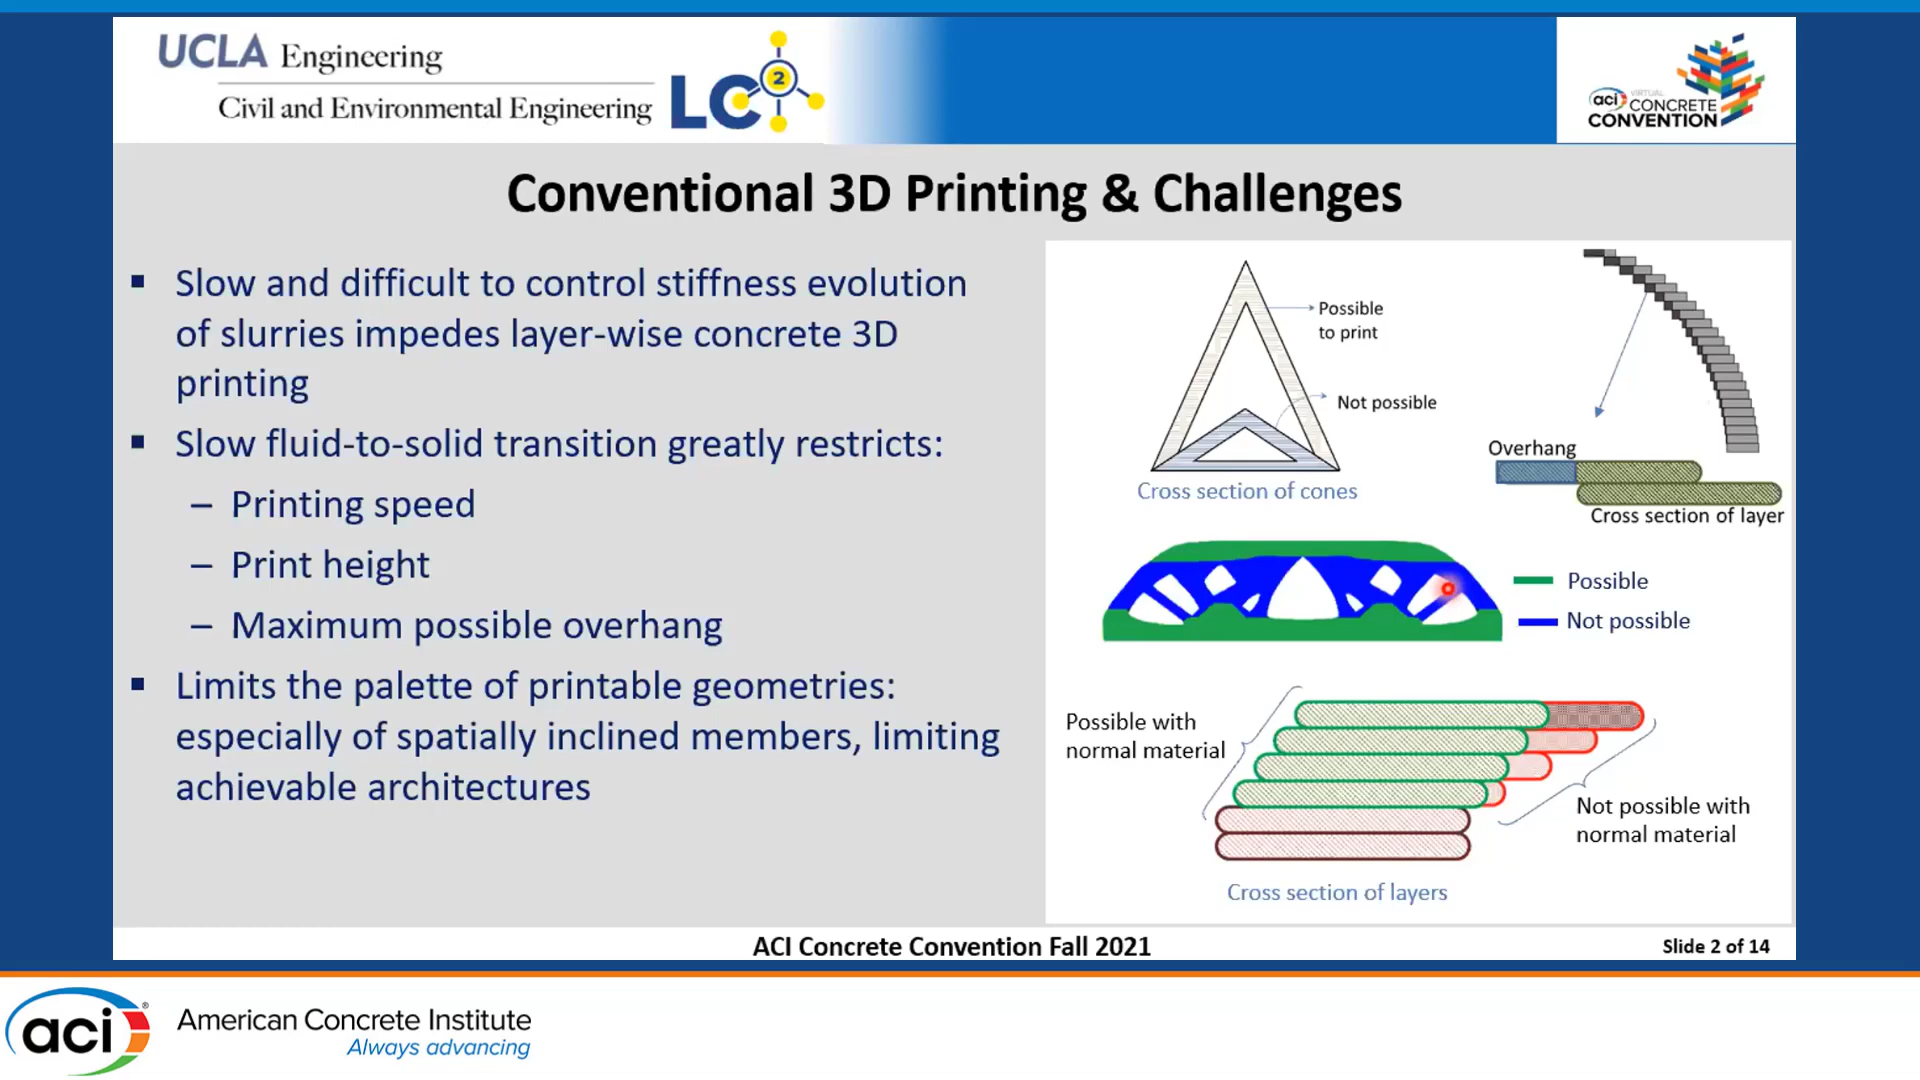 UCLA Engineering
Civil and Environmental Engineering
LC2
aci VIRTUAL
CONCRETE
CONVENTION
Conventional 3D Printing & Challenges
▪ Slow and difficult to control stiffness evolution
of slurries impedes layer-wise concrete 3D
printing
▪ Slow fluid-to-solid transition greatly restricts:
– Printing speed
– Print height
– Maximum possible overhang
▪ Limits the palette of printable geometries:
especially of spatially inclined members, limiting
achievable architectures
Possible
to print
Not possible
Cross section of cones
Overhang
Cross section of layer
Possible
Not possible
Possible with
normal material
Not possible with
normal material
Cross section of layers
ACI Concrete Convention Fall 2021
Slide 2 of 14
aci®
American Concrete Institute
Always advancing